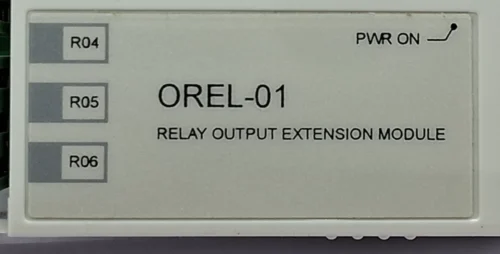 R04
PWR ON
R05
OREL-01
RELAY OUTPUT EXTENSION MODULE
R06